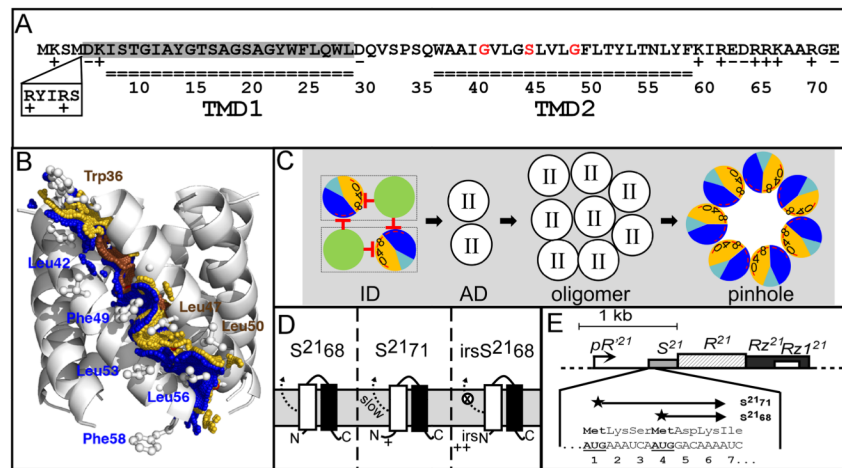 A
MKSMDKISTGIAYGTSAGSAGYWFLQWLDQVSPSQWAAIGVLGSLVLGFLTYLTNLYFKIREDRRKAARGE
+ -+ - + +--+++ + -
RYIRS
+ +
======================= =======================
10 15 20 25 30 35 40 45 50 55 60 65 70
TMD1 TMD2
B
Trp36
Leu42
Leu47
Phe49
Leu50
Leu53
Leu56
Phe58
C
II
II
II II II II II II II II
ID AD oligomer pinhole
D
S²¹68 S²¹71 irsS²¹68
slow
N C N + C irs ++ N C
E
1 kb
pR'²¹ S²¹ R²¹ Rz²¹ Rz1²¹
S²¹71
S²¹68
MetLysSerMetAspLysIle
...AUGAAAUCAAUGGACAAAAUC
1 2 3 4 5 6 7...